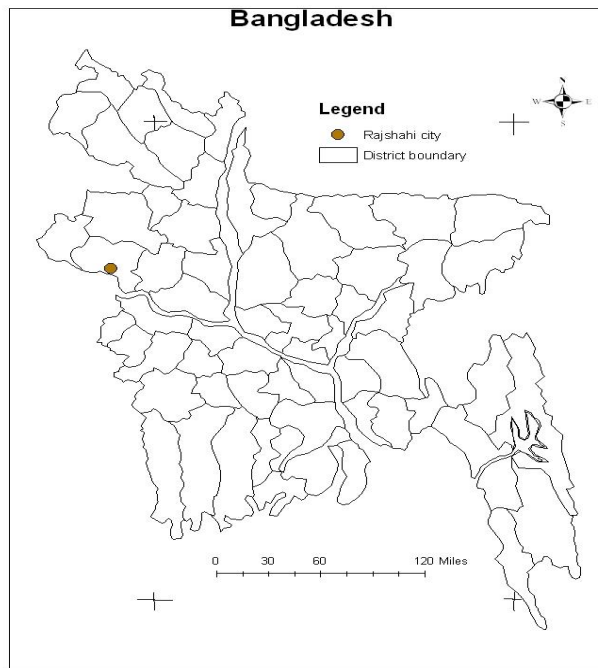 Bangladesh
N
W E
S
Legend
Rajshahi city
District boundary
0 30 60 120 Miles